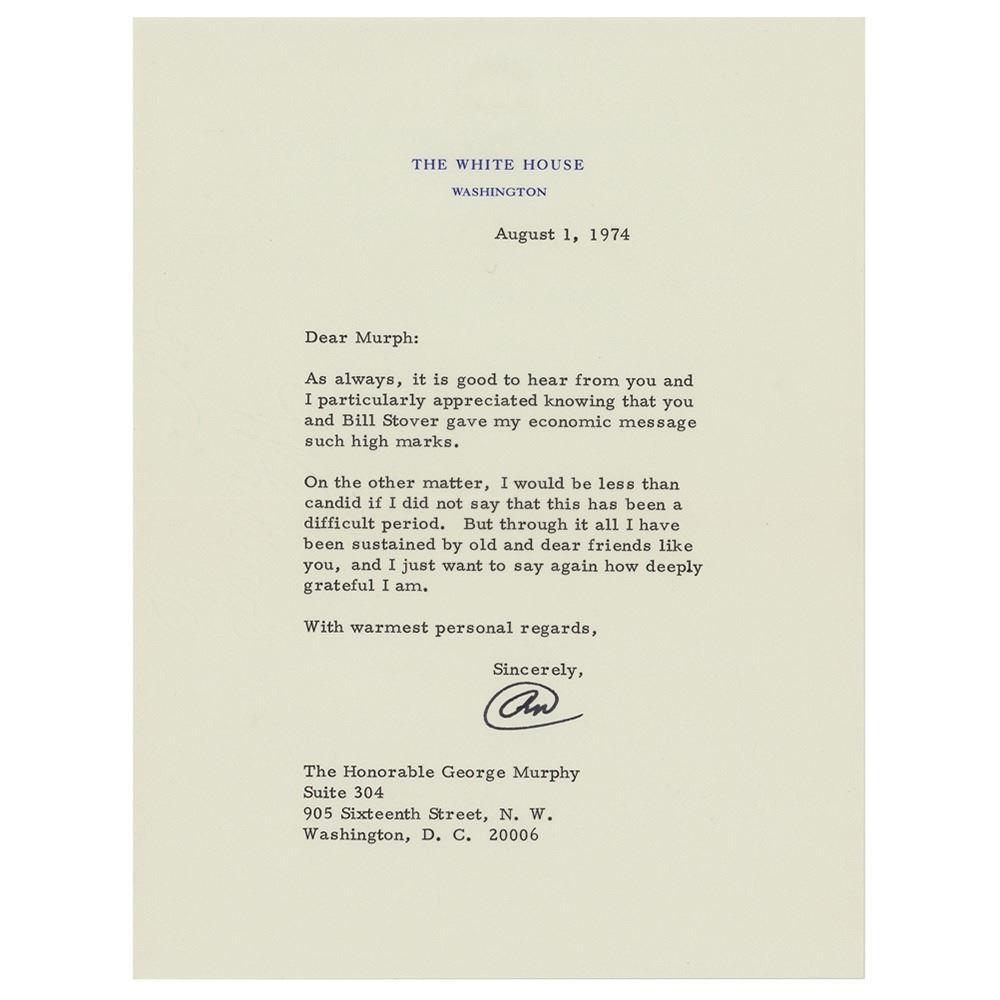 THE WHITE HOUSE
WASHINGTON
August 1, 1974
Dear Murph:
As always, it is good to hear from you and
I particularly appreciated knowing that you
and Bill Stover gave my economic message
such high marks.
On the other matter, I would be less than
candid if I did not say that this has been a
difficult period. But through it all I have
been sustained by old and dear friends like
you, and I just want to say again how deeply
grateful I am.
With warmest personal regards,
Sincerely,
RN
The Honorable George Murphy
Suite 304
905 Sixteenth Street, N. W.
Washington, D. C. 20006